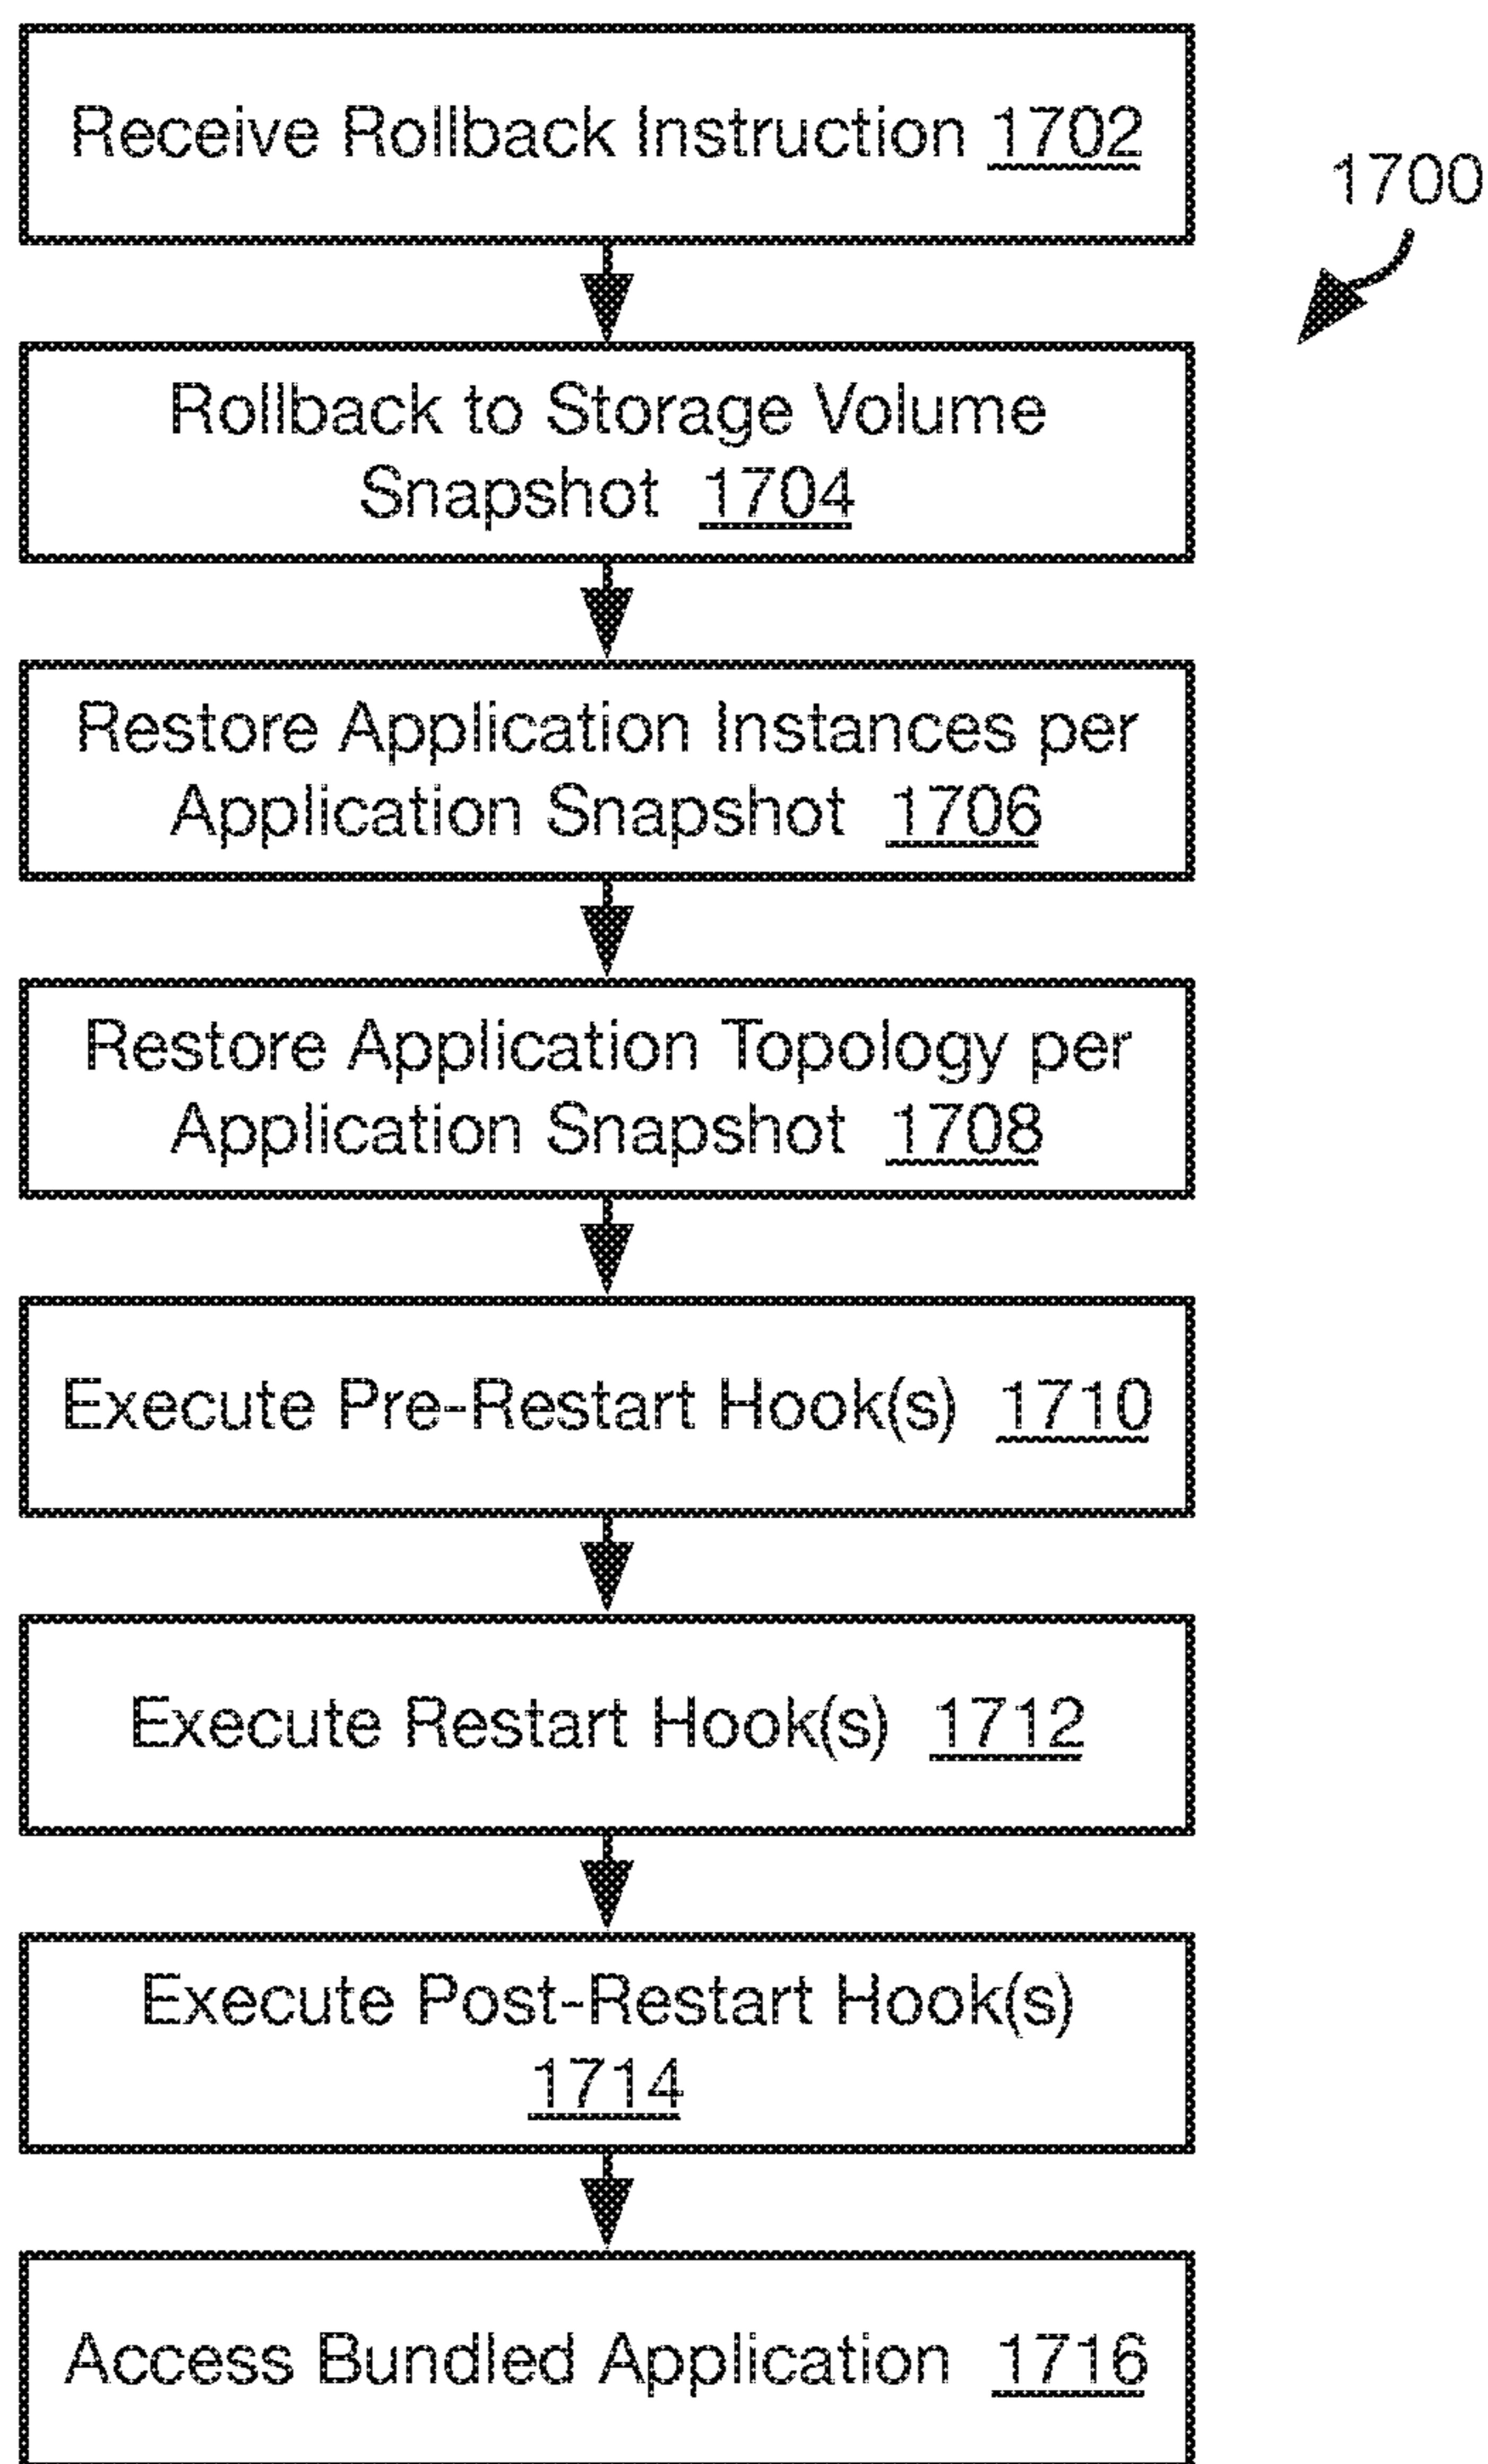 Receive Rollback Instruction 1702
1700
Rollback to Storage Volume
Snapshot 1704
Restore Application Instances per
Application Snapshot 1706
Restore Application Topology per
Application Snapshot 1708
Execute Pre-Restart Hook(s) 1710
Execute Restart Hook(s) 1712
Execute Post-Restart Hook(s)
1714
Access Bundled Application 1716